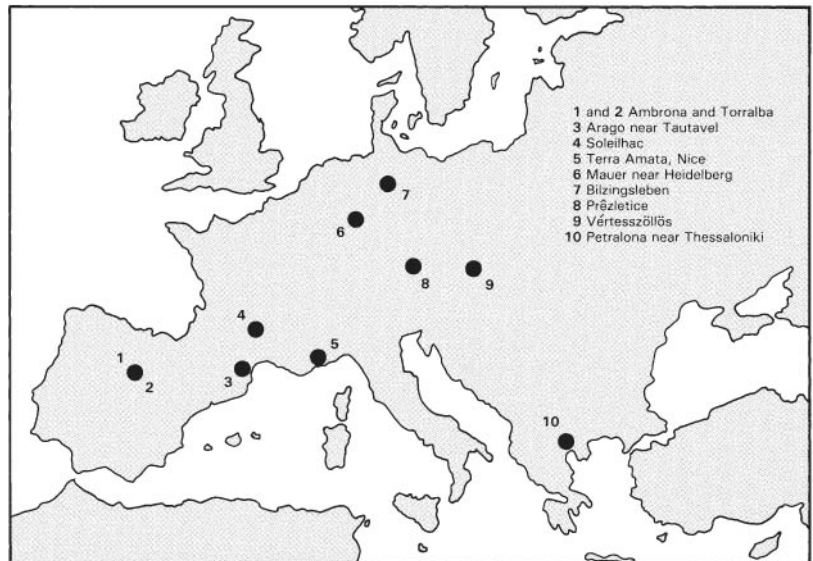 1 and 2 Ambrona and Torralba
3 Arago near Tautavel
4 Soleilhac
5 Terra Amata, Nice
6 Mauer near Heidelberg
7 Bilzingsleben
8 Prêzletice
9 Vértesszöllös
10 Petralona near Thessaloniki
7
6
8
9
4
5
1
2
3
10